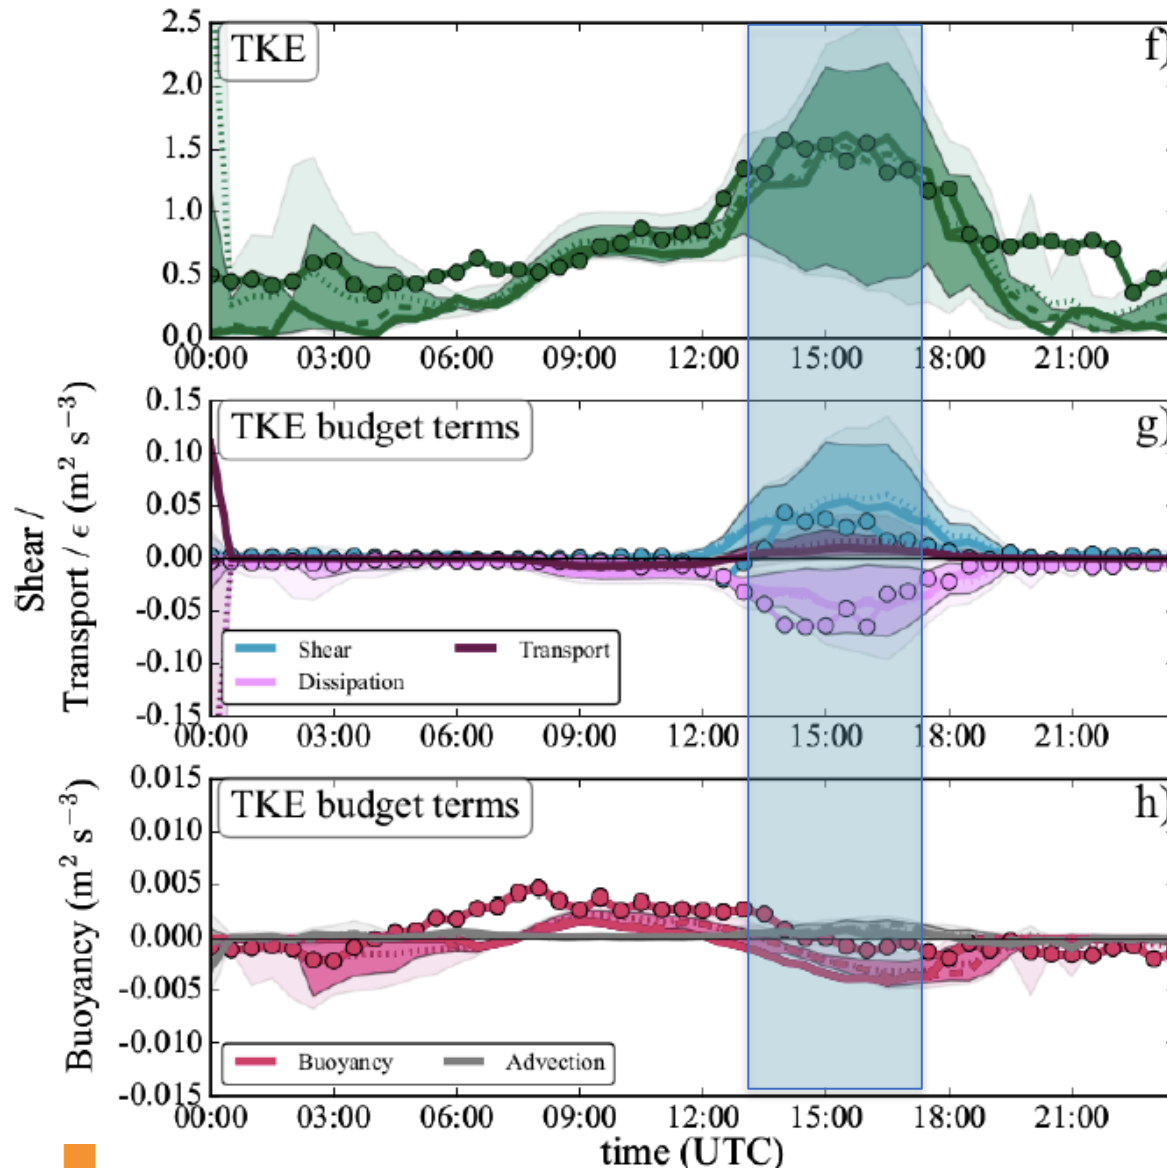 2.5
TKE
f)
2.0
1.5
1.0
0.5
0.0
00:00 03:00 06:00 09:00 12:00 15:00 18:00 21:00
0.15
TKE budget terms
g)
0.10
0.05
0.00
-0.05
-0.10
-0.15
Shear /
Transport / ϵ (m² s⁻³)
Shear
Transport
Dissipation
00:00 03:00 06:00 09:00 12:00 15:00 18:00 21:00
0.015
TKE budget terms
h)
0.010
0.005
0.000
-0.005
-0.010
-0.015
Buoyancy (m² s⁻³)
Buoyancy
Advection
00:00 03:00 06:00 09:00 12:00 15:00 18:00 21:00
time (UTC)